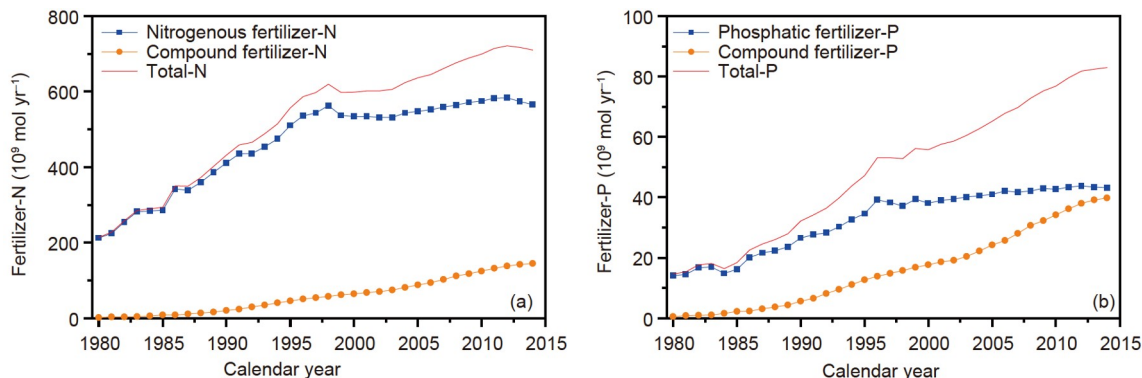 800
600
400
200
0
Fertilizer-N (10⁹ mol yr⁻¹)
Nitrogenous fertilizer-N
Compound fertilizer-N
Total-N
(a)
1980 1985 1990 1995 2000 2005 2010 2015
Calendar year
100
80
60
40
20
0
Fertilizer-P (10⁹ mol yr⁻¹)
Phosphatic fertilizer-P
Compound fertilizer-P
Total-P
(b)
1980 1985 1990 1995 2000 2005 2010 2015
Calendar year